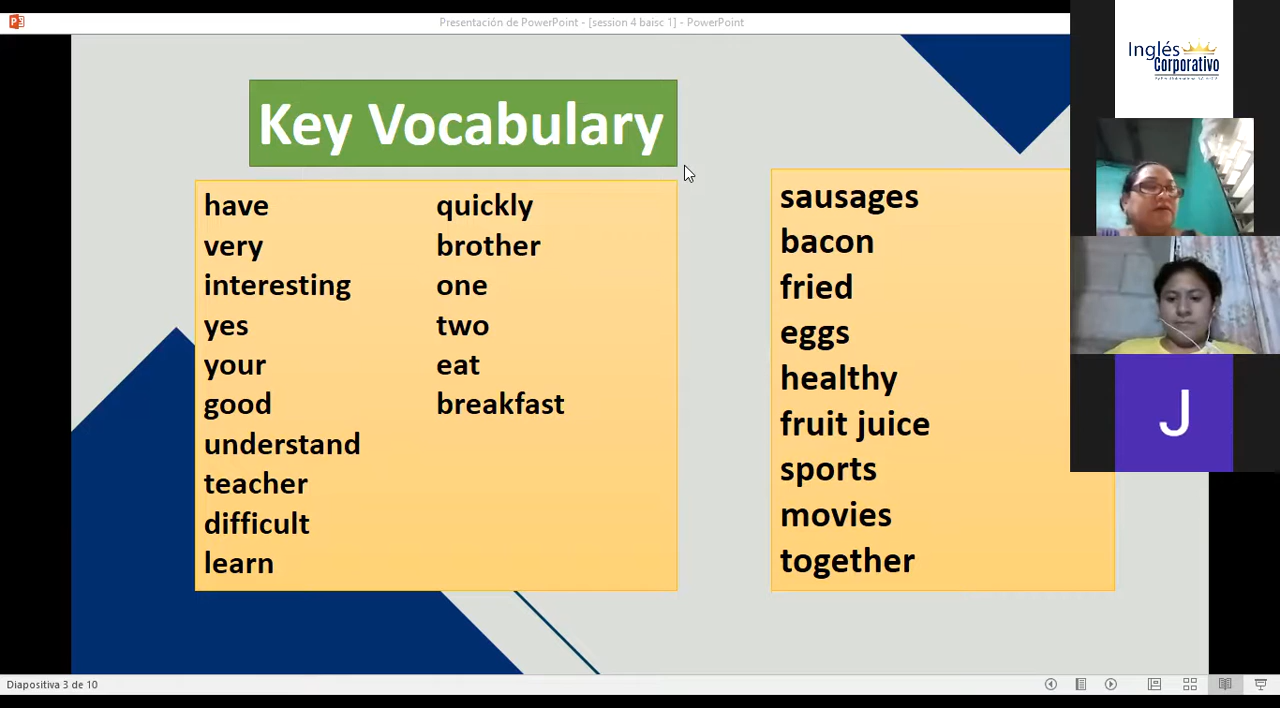 Presentación de PowerPoint - [session 4 baisc 1] - PowerPoint
Key Vocabulary
have
very
interesting
yes
your
good
understand
teacher
difficult
learn
quickly
brother
one
two
eat
breakfast
sausages
bacon
fried
eggs
healthy
fruit juice
sports
movies
together
Inglés
Corporativo
J
Diapositiva 3 de 10